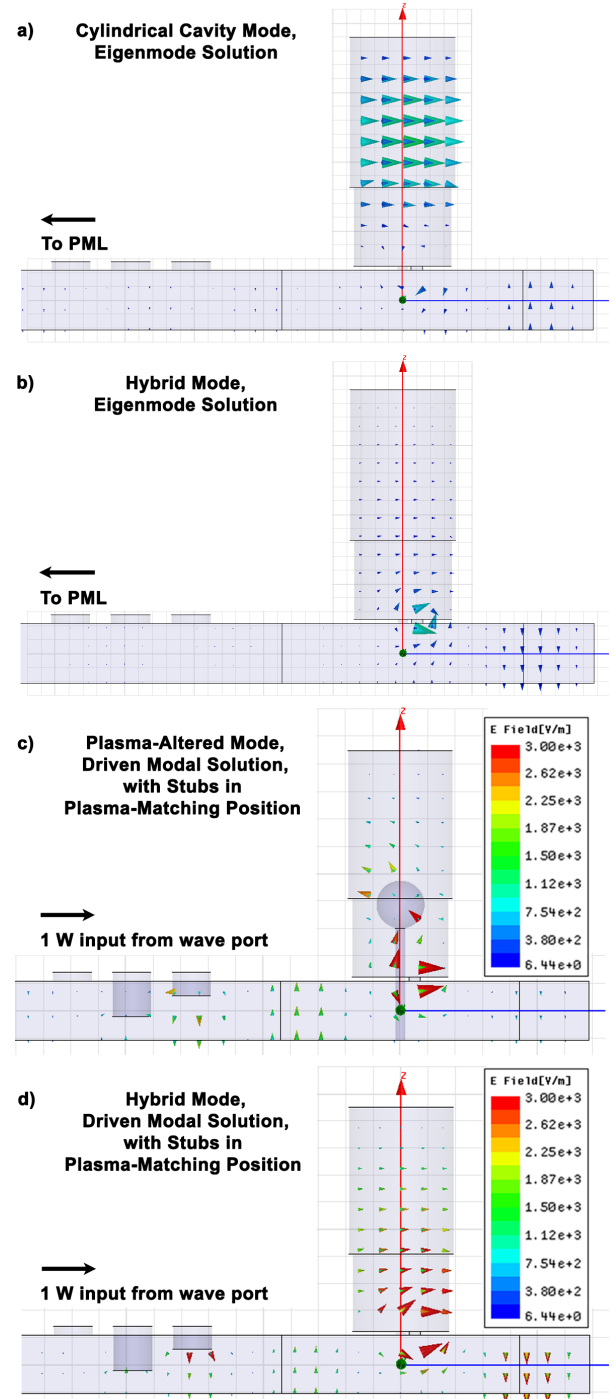 a)
Cylindrical Cavity Mode,
Eigenmode Solution
z
To PML
b)
Hybrid Mode,
Eigenmode Solution
z
To PML
c)
Plasma-Altered Mode,
Driven Modal Solution,
with Stubs in
Plasma-Matching Position
z
1 W input from wave port
E Field[V/m]
3.00e+3
2.62e+3
2.25e+3
1.87e+3
1.50e+3
1.12e+3
7.54e+2
3.80e+2
6.44e+0
d)
Hybrid Mode,
Driven Modal Solution,
with Stubs in
Plasma-Matching Position
z
1 W input from wave port
E Field[V/m]
3.00e+3
2.62e+3
2.25e+3
1.87e+3
1.50e+3
1.12e+3
7.54e+2
3.80e+2
6.44e+0